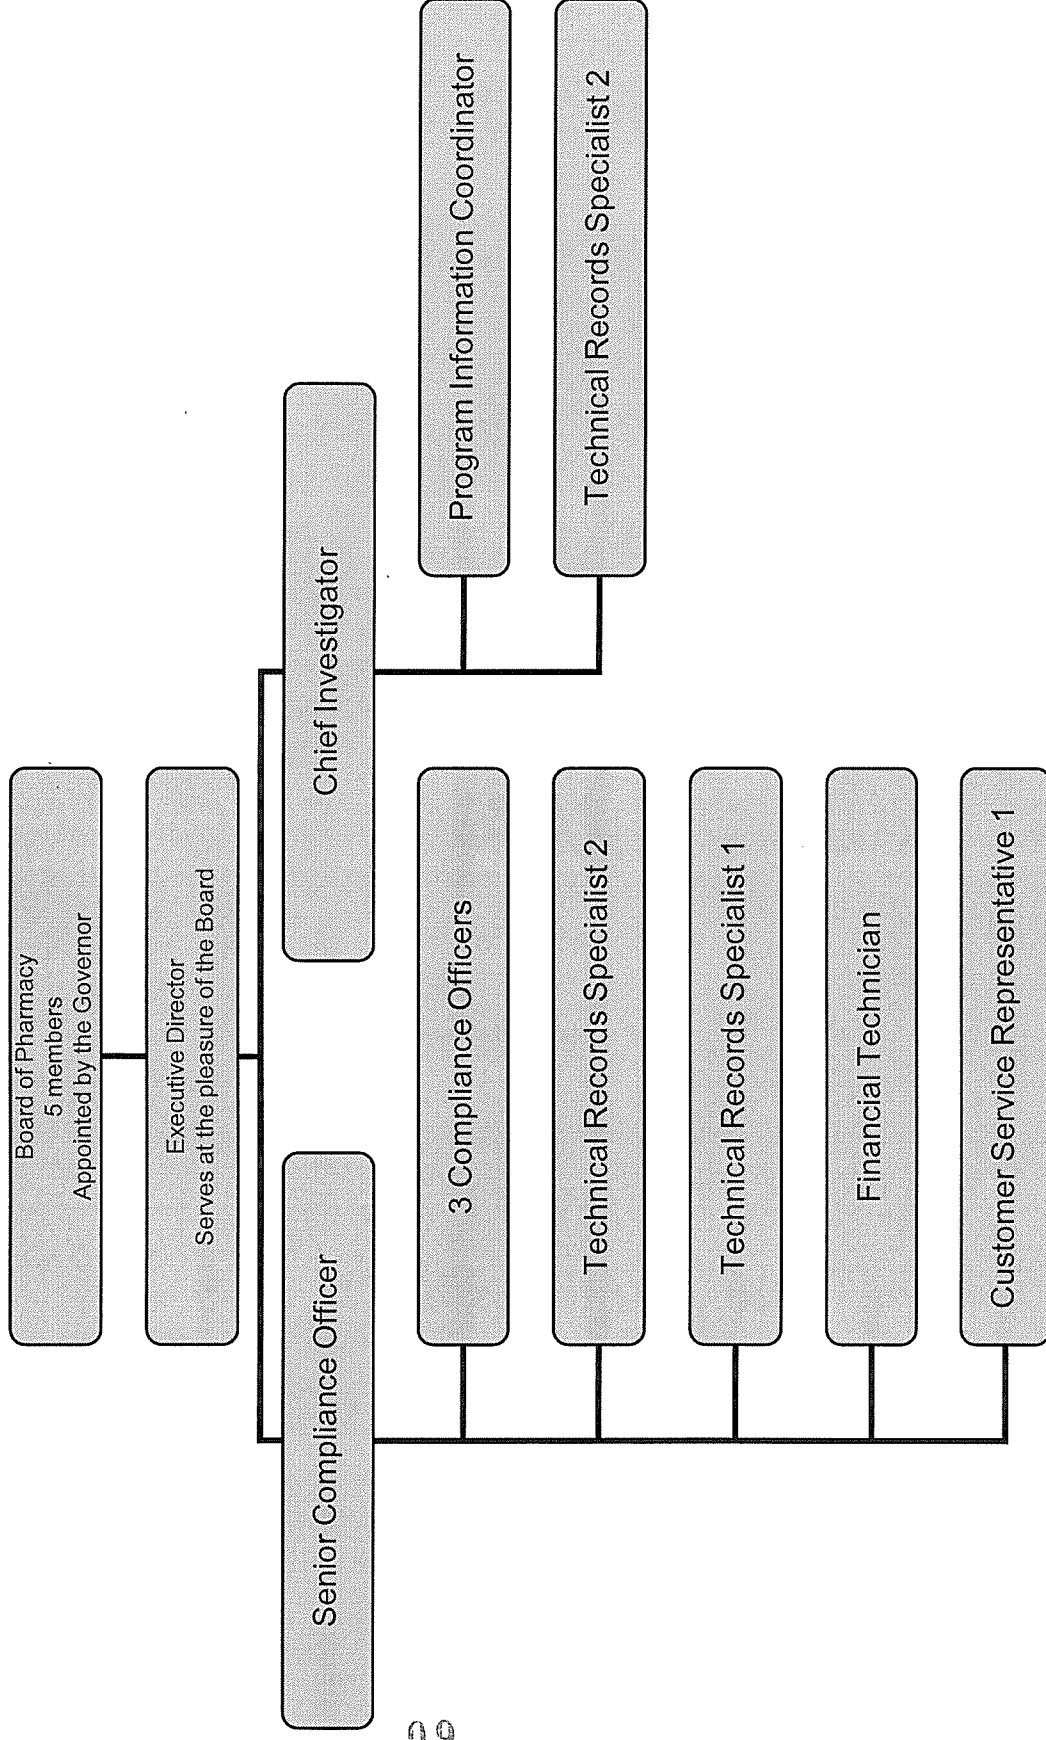 Board of Pharmacy
5 members
Appointed by the Governor
Executive Director
Serves at the pleasure of the Board
Senior Compliance Officer
Chief Investigator
3 Compliance Officers
Technical Records Specialist 2
Technical Records Specialist 1
Financial Technician
Customer Service Representative 1
Program Information Coordinator
Technical Records Specialist 2